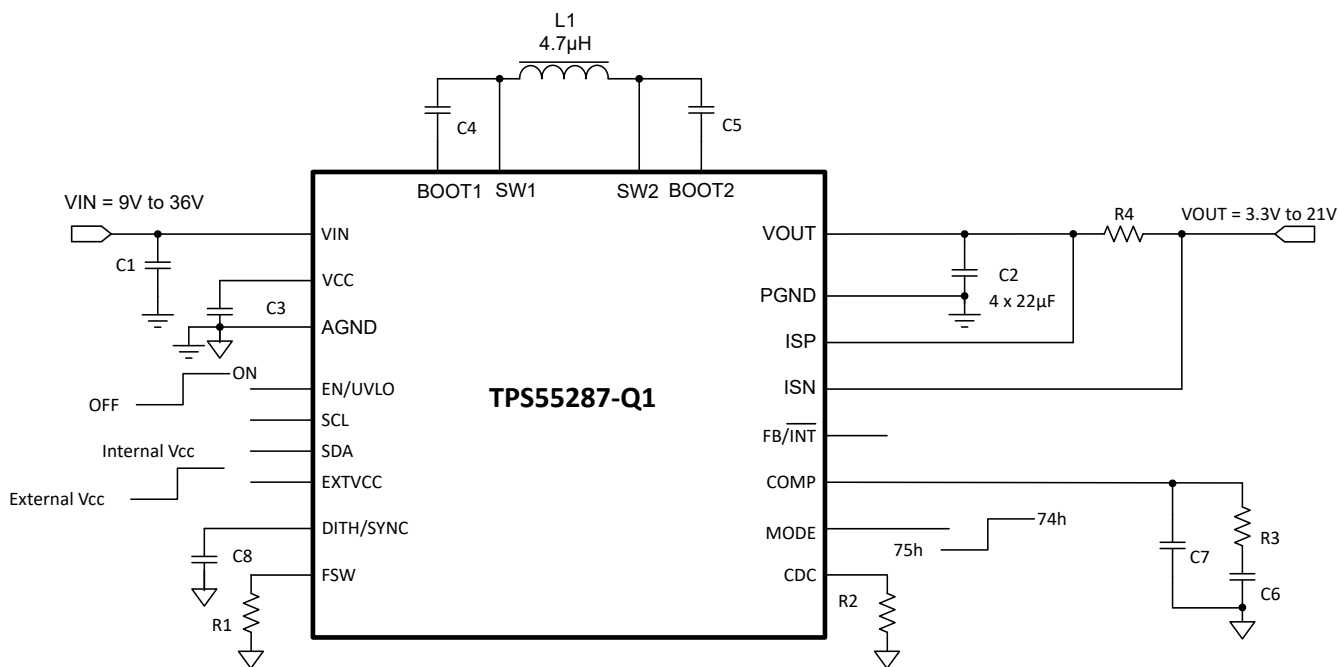 L1
4.7µH
C4
C5
BOOT1
SW1
SW2
BOOT2
VIN = 9V to 36V
VIN
C1
VCC
C3
AGND
OFF
ON
EN/UVLO
SCL
Internal Vcc
SDA
External Vcc
EXTVCC
DITH/SYNC
C8
FSW
R1
TPS55287-Q1
VOUT
R4
VOUT = 3.3V to 21V
C2
4 x 22µF
PGND
ISP
ISN
FB/INT
COMP
MODE
75h
74h
C7
R3
C6
CDC
R2